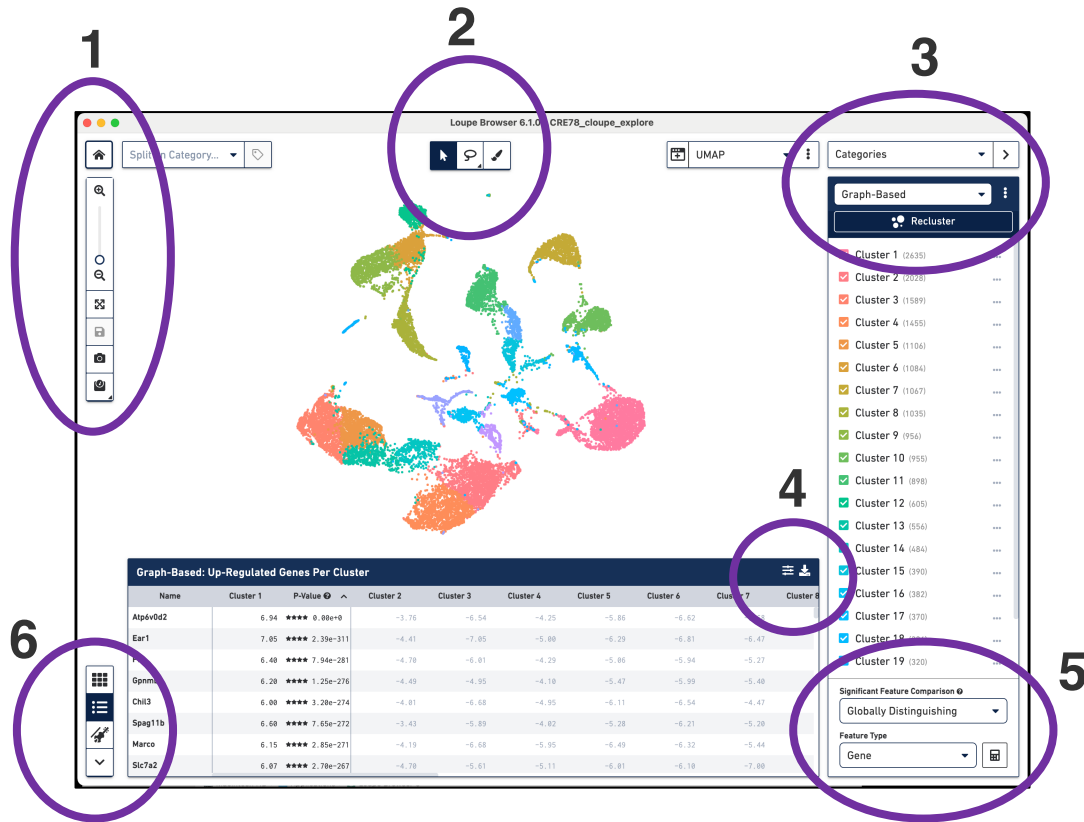 1
2
3
Loupe Browser 6.1.0 CRE78_cloupe_explore
Split on Category...
UMAP
Categories
Graph-Based
Recluster
Cluster 1 (2635)
Cluster 2 (2028)
Cluster 3 (1589)
Cluster 4 (1455)
Cluster 5 (1106)
Cluster 6 (1084)
Cluster 7 (1067)
Cluster 8 (1035)
Cluster 9 (956)
Cluster 10 (955)
Cluster 11 (898)
Cluster 12 (605)
Cluster 13 (556)
Cluster 14 (484)
Cluster 15 (390)
Cluster 16 (382)
Cluster 17 (370)
Cluster 18
Cluster 19 (320)
4
Graph-Based: Up-Regulated Genes Per Cluster
Name Cluster 1 P-Value Cluster 2 Cluster 3 Cluster 4 Cluster 5 Cluster 6 Cluster 7 Cluster 8
Atp6v0d2 6.94 ★★★★ 0.00e+0 -3.76 -6.54 -4.25 -5.86 -6.62
Ear1 7.05 ★★★★ 2.39e-311 -4.41 -7.05 -5.00 -6.29 -6.81 -6.47
6.40 ★★★★ 7.94e-281 -4.70 -6.01 -4.29 -5.06 -5.94 -5.27
6.20 ★★★★ 1.25e-276 -4.49 -4.95 -4.10 -5.47 -5.99 -5.40
Chil3 6.00 ★★★★ 3.20e-274 -4.01 -6.68 -4.95 -6.11 -6.54 -4.47
Spag11b 6.60 ★★★★ 7.65e-272 -3.43 -5.89 -4.02 -5.28 -6.21 -5.20
Marco 6.15 ★★★★ 2.85e-271 -4.19 -6.68 -5.95 -6.49 -6.32 -5.44
Slc7a2 6.07 ★★★★ 2.70e-267 -4.70 -5.61 -5.11 -6.01 -6.10 -7.00
6
5
Significant Feature Comparison
Globally Distinguishing
Feature Type
Gene